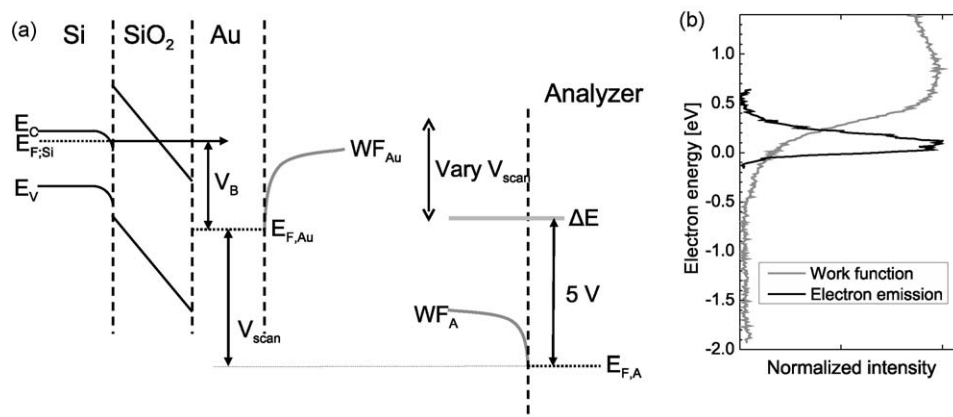 (a)
Si
SiO₂
Au
Analyzer
E_C
E_F;Si
E_V
V_B
WF_Au
Vary V_scan
ΔE
E_F,Au
V_scan
5 V
WF_A
E_F,A
(b)
Electron energy [eV]
1.0
0.5
0.0
-0.5
-1.0
-1.5
-2.0
Work function
Electron emission
Normalized intensity